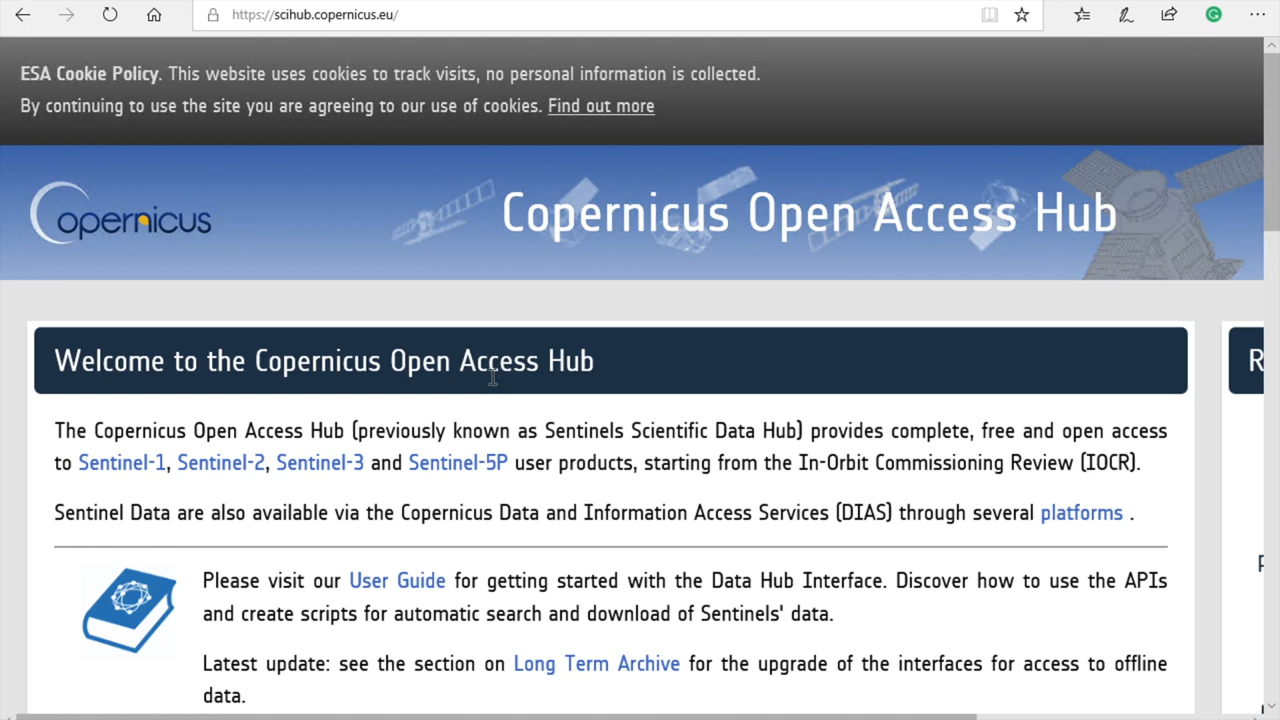 https://scihub.copernicus.eu/
ESA Cookie Policy. This website uses cookies to track visits, no personal information is collected.
By continuing to use the site you are agreeing to our use of cookies. Find out more
opernicus
Copernicus Open Access Hub
Welcome to the Copernicus Open Access Hub
R
The Copernicus Open Access Hub (previously known as Sentinels Scientific Data Hub) provides complete, free and open access
to Sentinel-1, Sentinel-2, Sentinel-3 and Sentinel-5P user products, starting from the In-Orbit Commissioning Review (IOCR).
Sentinel Data are also available via the Copernicus Data and Information Access Services (DIAS) through several platforms .
Please visit our User Guide for getting started with the Data Hub Interface. Discover how to use the APIs
and create scripts for automatic search and download of Sentinels' data.
Latest update: see the section on Long Term Archive for the upgrade of the interfaces for access to offline
data.